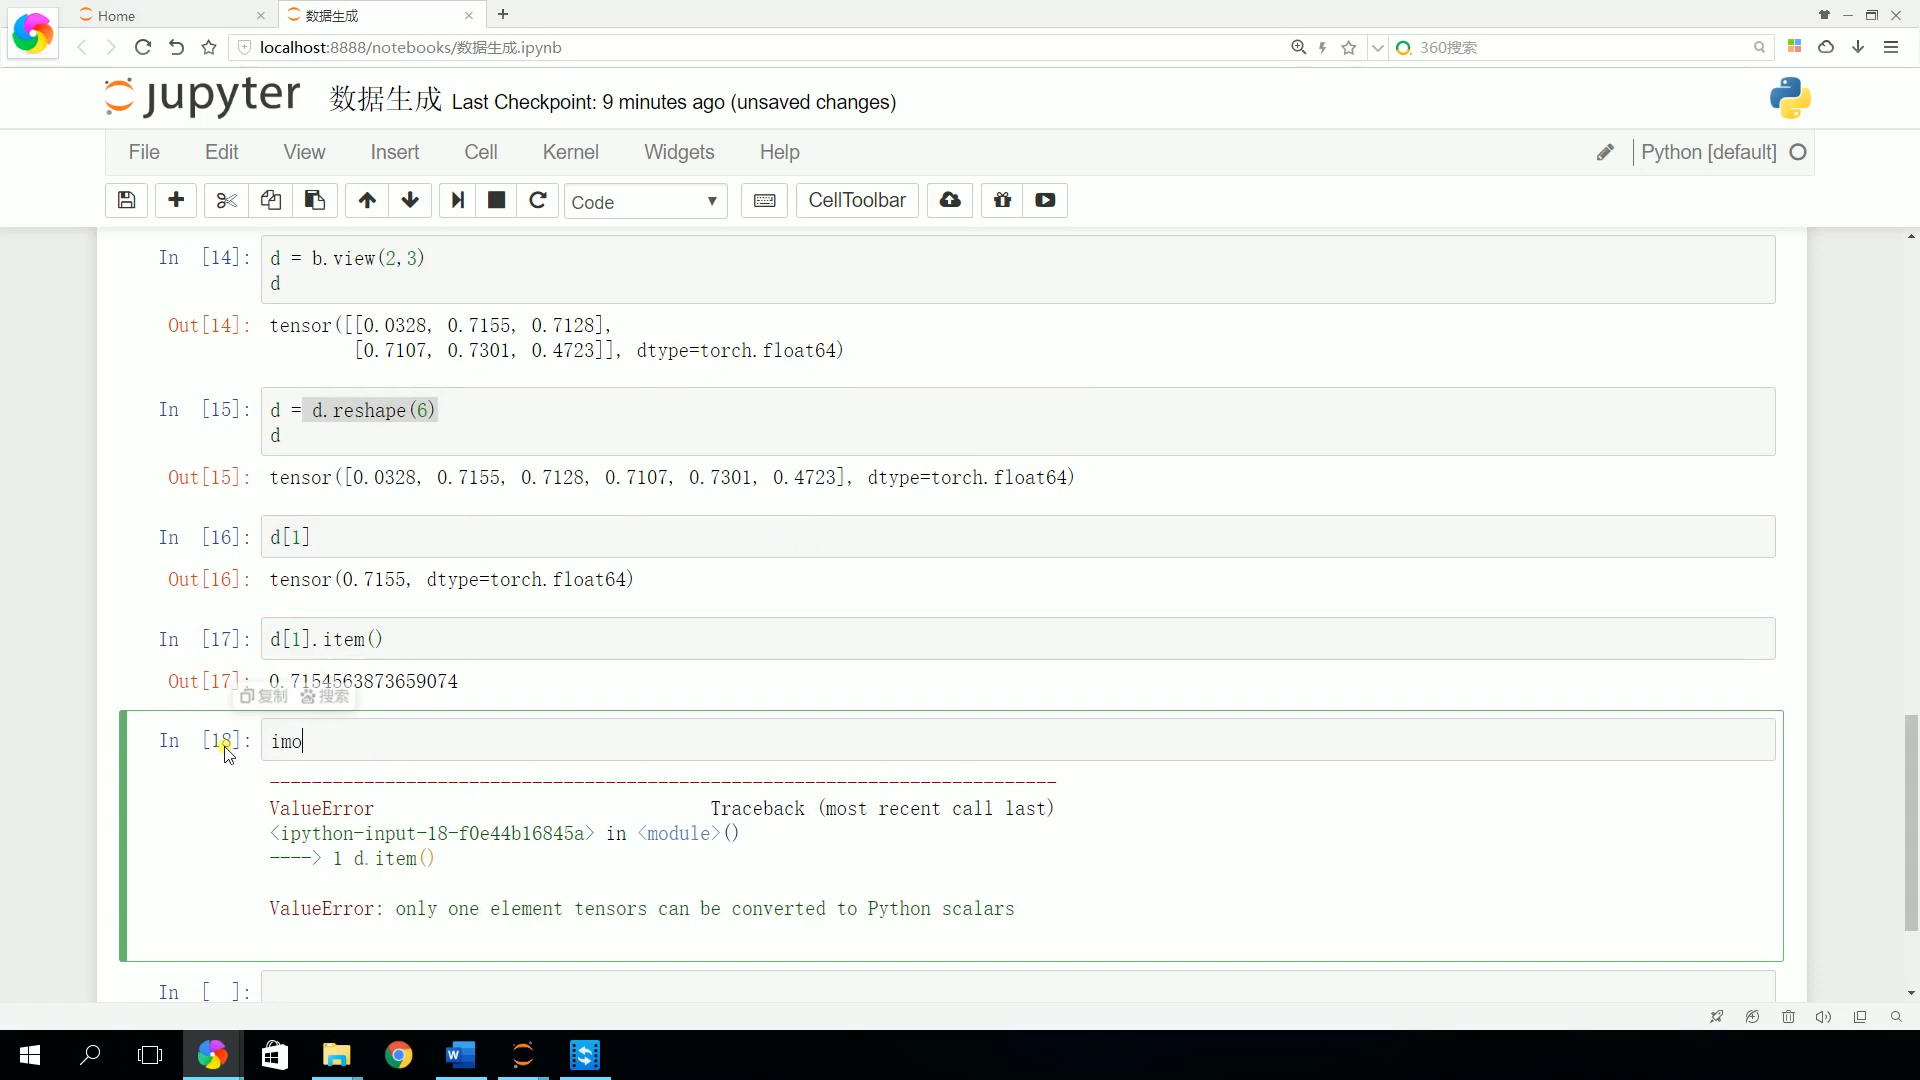 Home
数据生成
localhost:8888/notebooks/数据生成.ipynb
360搜索
jupyter 数据生成 Last Checkpoint: 9 minutes ago (unsaved changes)
File Edit View Insert Cell Kernel Widgets Help
Python [default]
Code
CellToolbar
In [14]: d = b.view(2,3)
d
Out[14]: tensor([[0.0328, 0.7155, 0.7128],
[0.7107, 0.7301, 0.4723]], dtype=torch.float64)
In [15]: d = d.reshape(6)
d
Out[15]: tensor([0.0328, 0.7155, 0.7128, 0.7107, 0.7301, 0.4723], dtype=torch.float64)
In [16]: d[1]
Out[16]: tensor(0.7155, dtype=torch.float64)
In [17]: d[1].item()
Out[17]: 0.7154563873659074
复制 搜索
In [18]: imo
---------------------------------------------------------------------------
ValueError Traceback (most recent call last)
<ipython-input-18-f0e44b16845a> in <module>()
----> 1 d.item()
ValueError: only one element tensors can be converted to Python scalars
In [ ]: